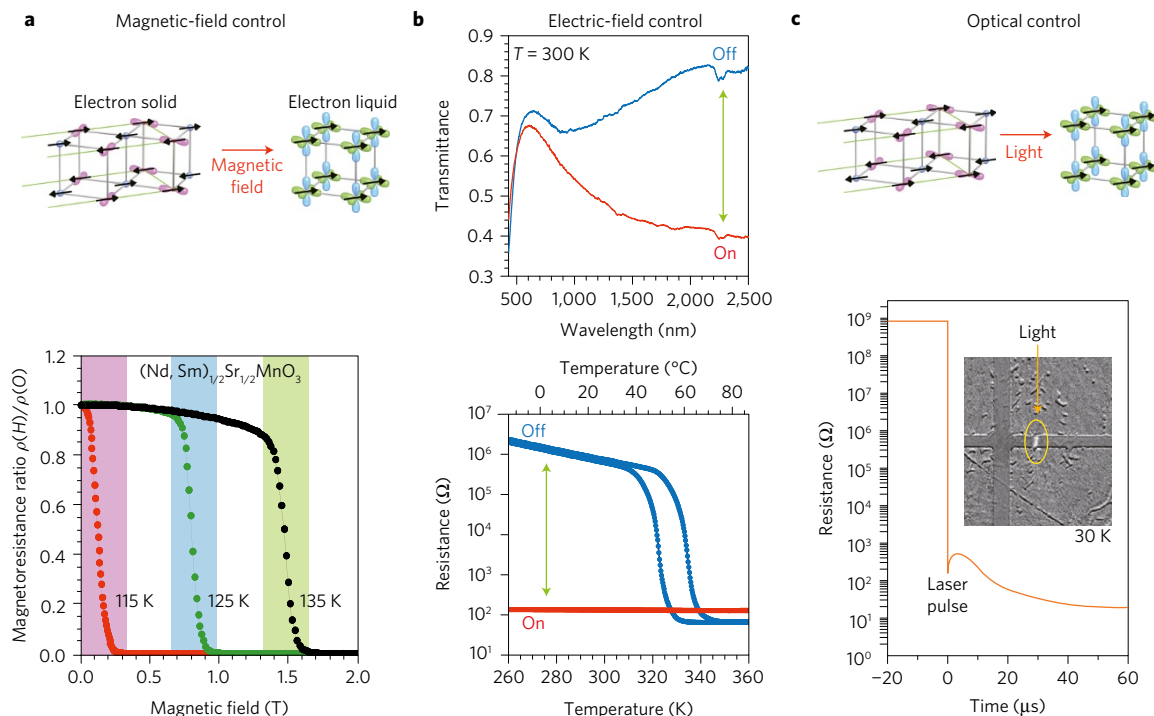 a Magnetic-field control
Electron solid
Electron liquid
Magnetic
field
Magnetoresistance ratio ρ(H)/ρ(O)
1.2
1.0
0.8
0.6
0.4
0.2
0.0
(Nd, Sm)1/2Sr1/2MnO3
115 K
125 K
135 K
0.0 0.5 1.0 1.5 2.0
Magnetic field (T)
b Electric-field control
Transmittance
0.9
0.8
0.7
0.6
0.5
0.4
0.3
T = 300 K
Off
On
500 1,000 1,500 2,000 2,500
Wavelength (nm)
Temperature (°C)
0 20 40 60 80
Resistance (Ω)
10⁷
10⁶
10⁵
10⁴
10³
10²
10¹
Off
On
260 280 300 320 340 360
Temperature (K)
c Optical control
Light
Resistance (Ω)
10⁹
10⁸
10⁷
10⁶
10⁵
10⁴
10³
10²
10¹
10⁰
Light
30 K
Laser
pulse
−20 0 20 40 60
Time (μs)